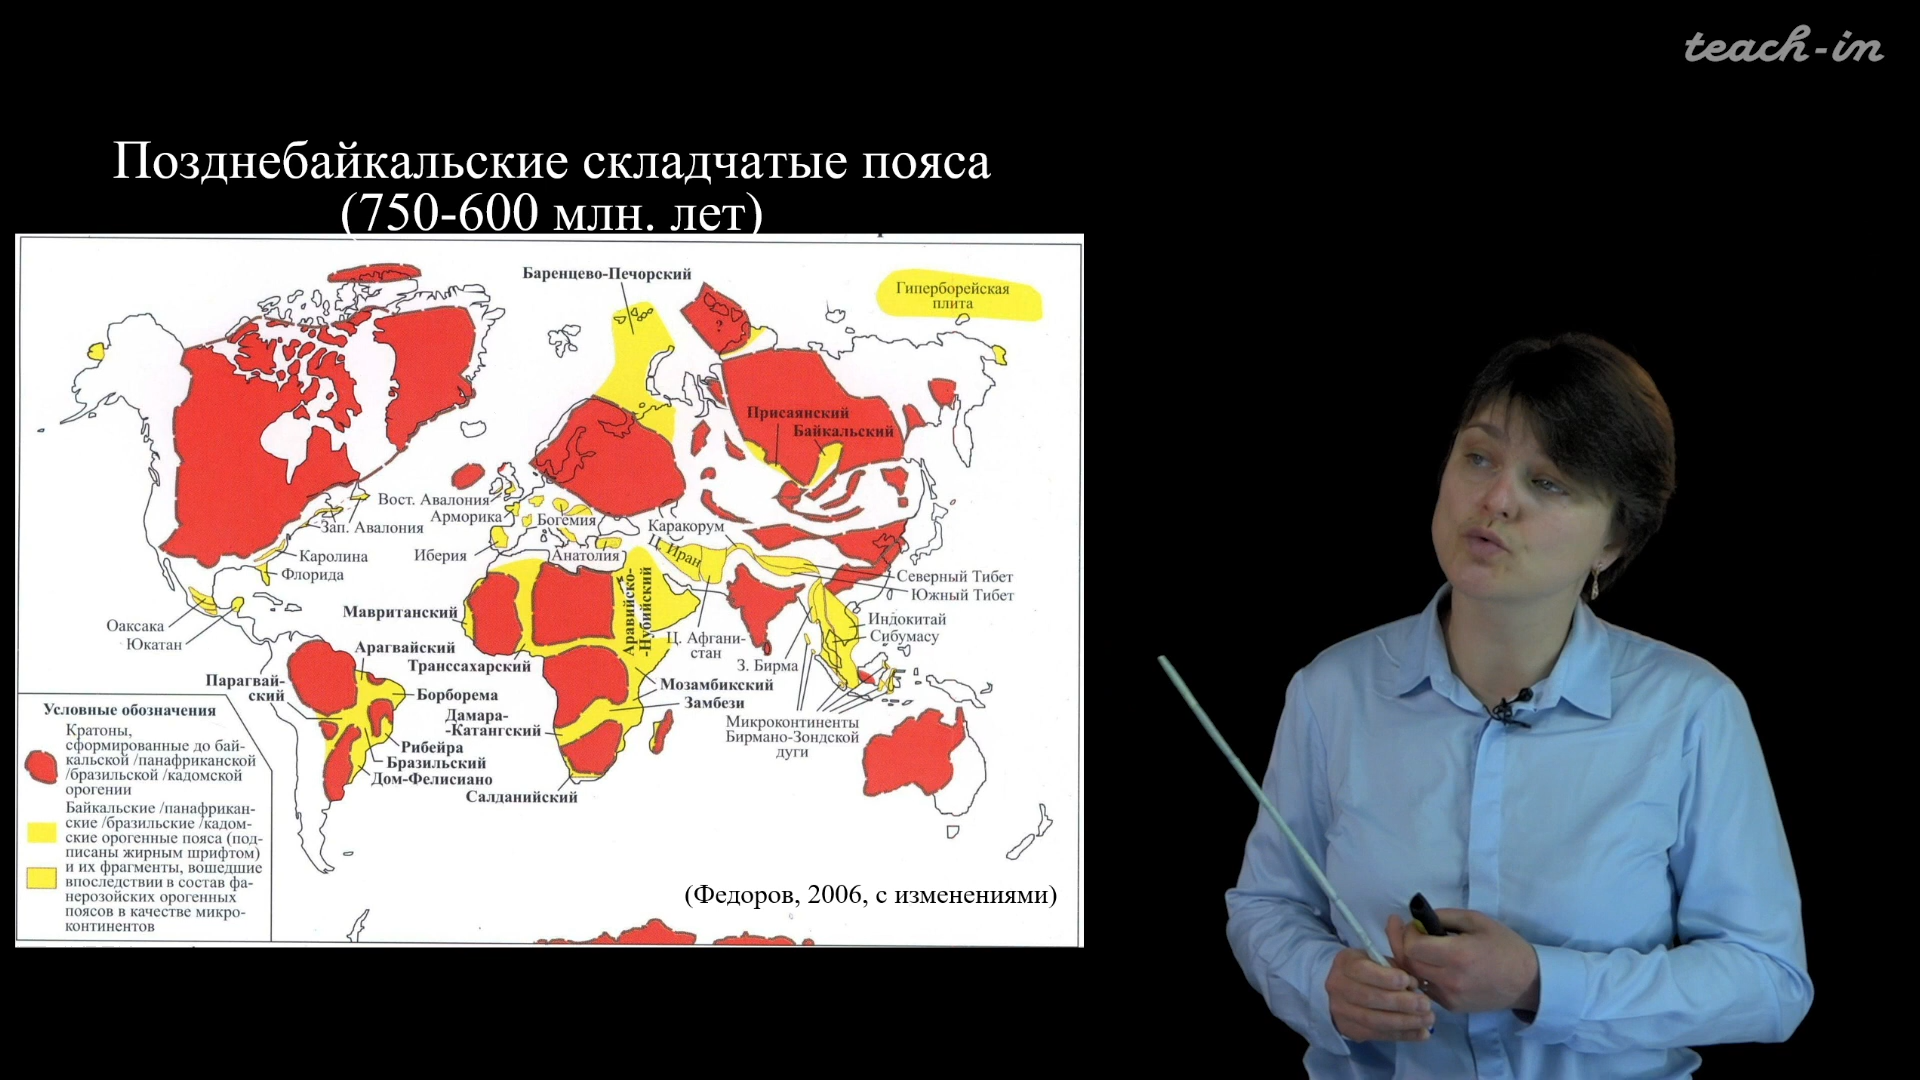 teach-in
Позднебайкальские складчатые пояса
(750-600 млн. лет)
Баренцево-Печорский
Гиперборейская
плита
?
Присаянский
Байкальский
Вост. Авалония
Арморика
Зап. Авалония
Богемия
Каракорум
Каролина
Иберия
Анатолия
Ц. Иран
Флорида
Северный Тибет
Южный Тибет
Мавританский
Аравийско-
-Нубийский
Оаксака
Юкатан
Индокитай
Сибумасу
Ц. Афгани-
стан
З. Бирма
Арагвайский
Транссахарский
Парагвай-
ский
Борборема
Мозамбикский
Замбези
Дамара-
-Катангский
Микроконтиненты
Бирмано-Зондской
дуги
Рибейра
Бразильский
Дом-Фелисиано
Салданийский
Условные обозначения
Кратоны,
сформированные до бай-
кальской /панафриканской
/бразильской /кадомской
орогении
Байкальские /панафрикан-
ские /бразильские /кадом-
ские орогенные пояса (под-
писаны жирным шрифтом)
и их фрагменты, вошедшие
впоследствии в состав фа-
нерозойских орогенных
поясов в качестве микро-
континентов
(Федоров, 2006, с изменениями)